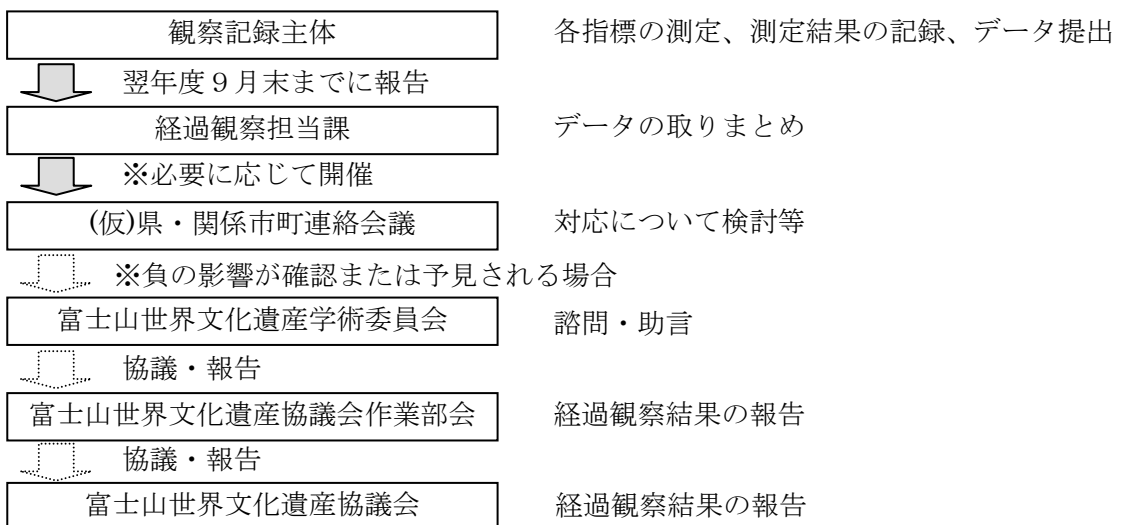 観察記録主体 各指標の測定、測定結果の記録、データ提出
翌年度９月末までに報告
経過観察担当課 データの取りまとめ
※必要に応じて開催
(仮)県・関係市町連絡会議 対応について検討等
※負の影響が確認または予見される場合
富士山世界文化遺産学術委員会 諮問・助言
協議・報告
富士山世界文化遺産協議会作業部会 経過観察結果の報告
協議・報告
富士山世界文化遺産協議会 経過観察結果の報告